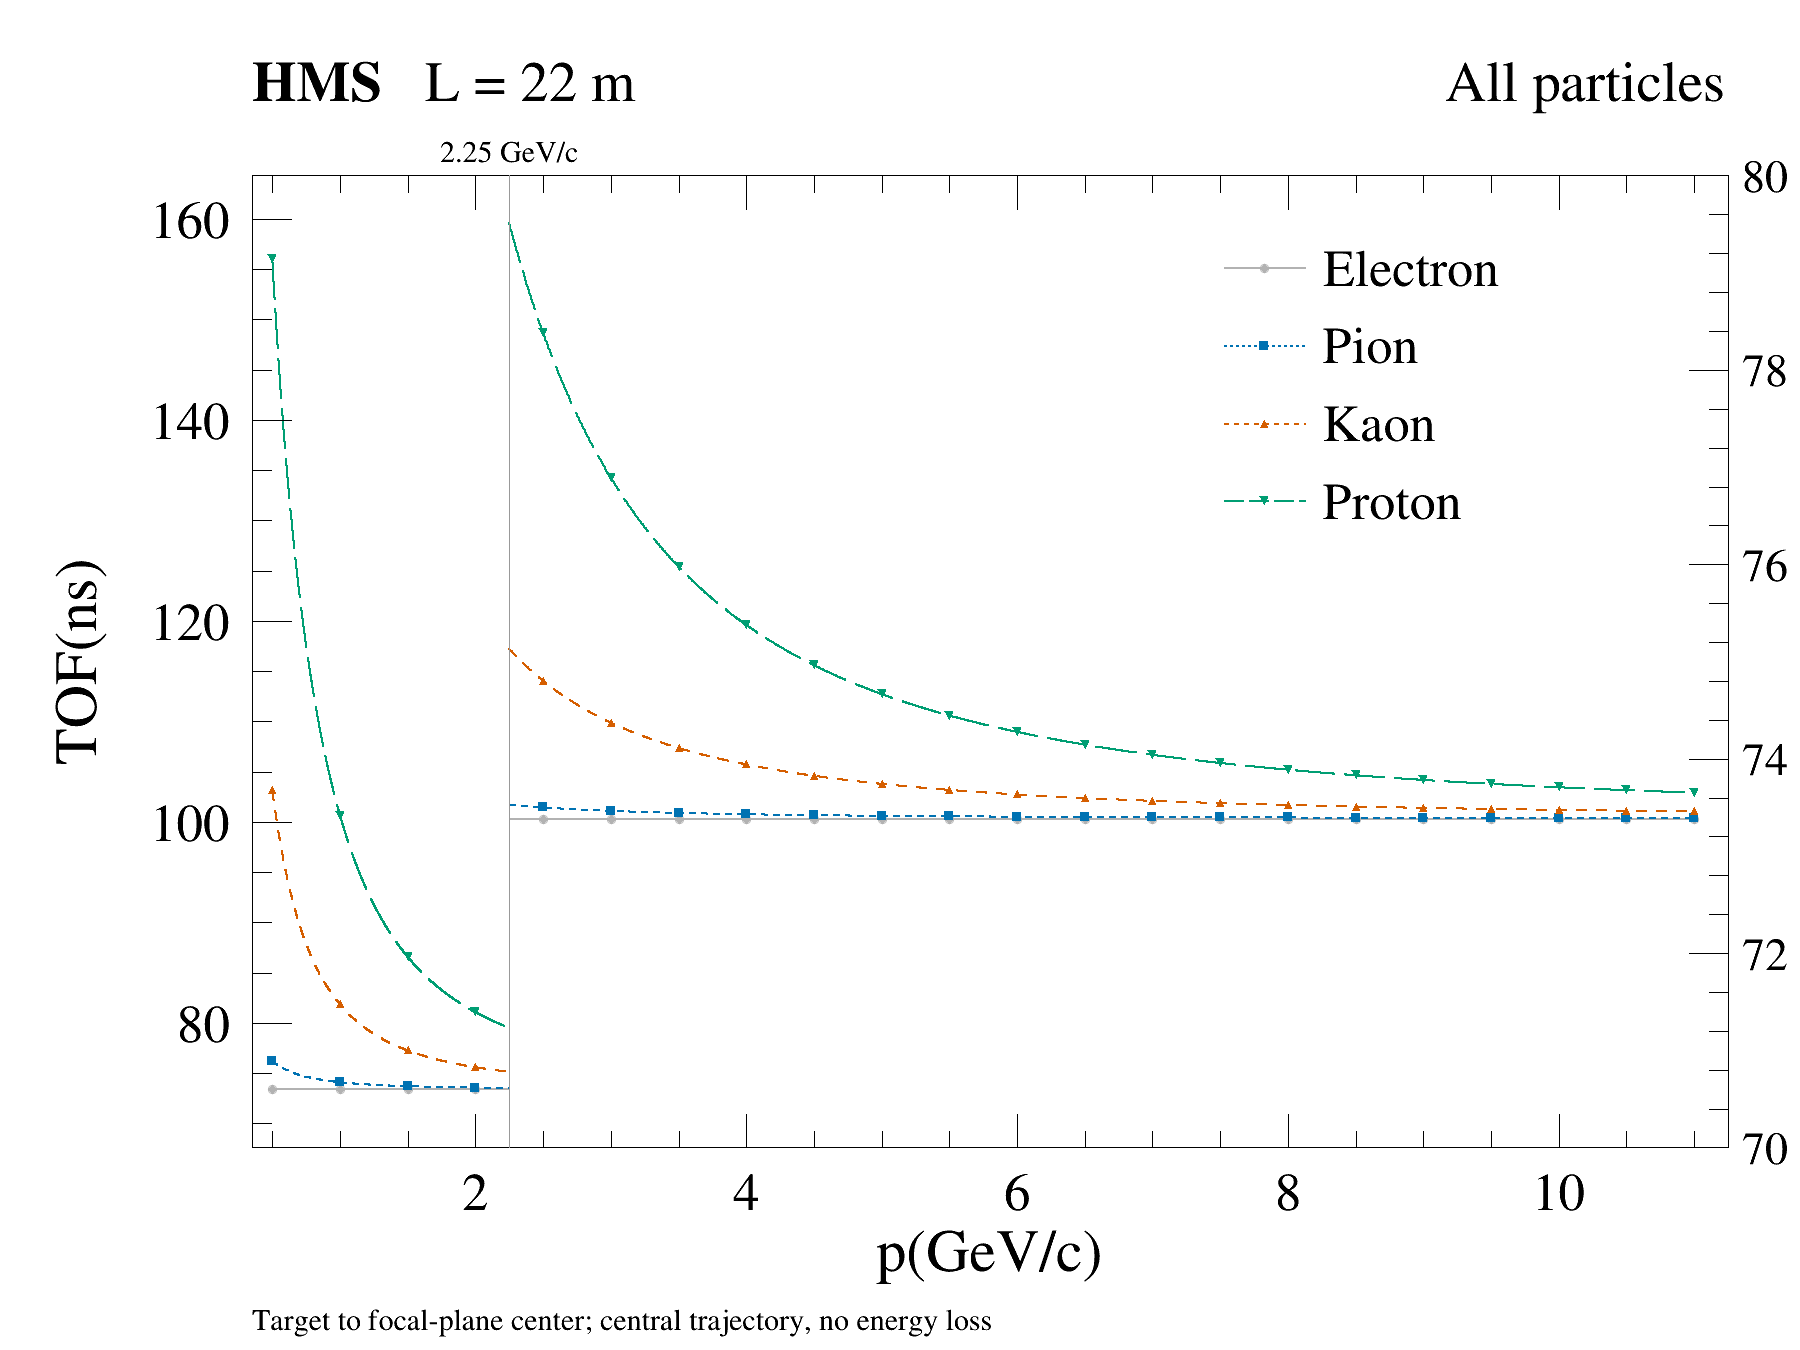 HMS L = 22 m
All particles
2.25 GeV/c
160
140
120
100
80
TOF(ns)
80
78
76
74
72
70
Electron
Pion
Kaon
Proton
2 4 6 8 10
p(GeV/c)
Target to focal-plane center; central trajectory, no energy loss